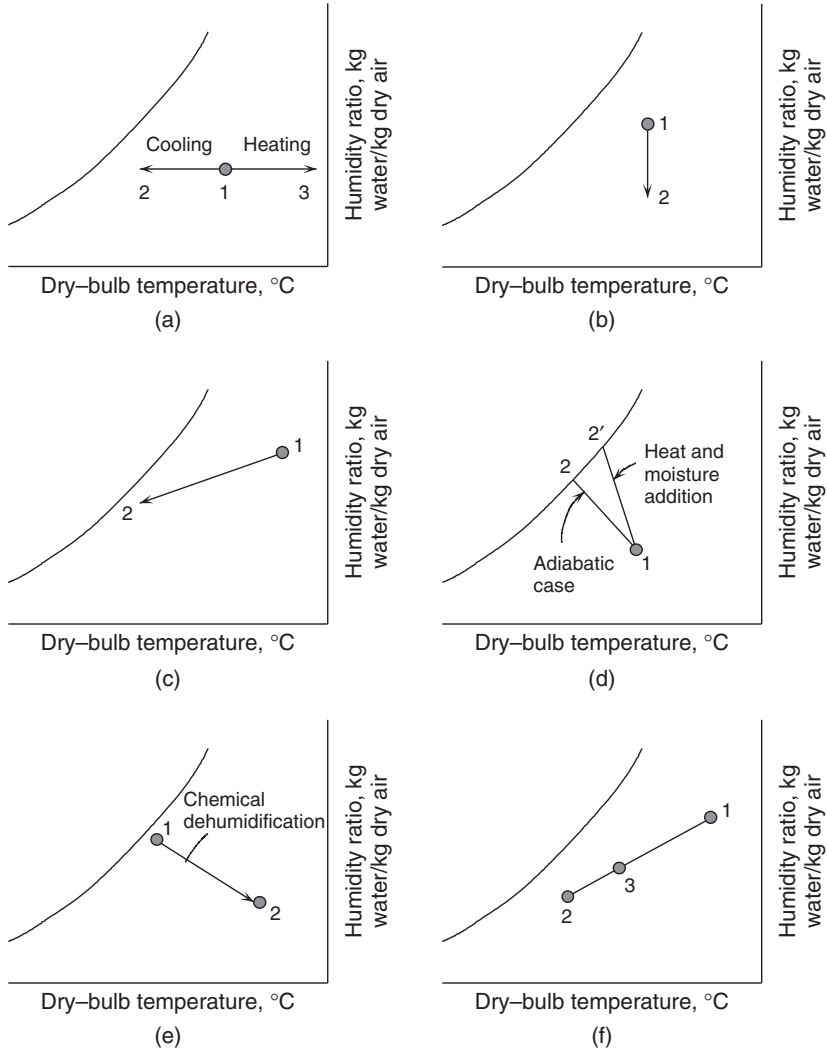 Cooling
Heating
2
1
3
Humidity ratio, kg
water/kg dry air
Dry–bulb temperature, °C
(a)
1
2
Humidity ratio, kg
water/kg dry air
Dry–bulb temperature, °C
(b)
1
2
Humidity ratio, kg
water/kg dry air
Dry–bulb temperature, °C
(c)
2′
2
Heat and
moisture
addition
Adiabatic
case
1
Humidity ratio, kg
water/kg dry air
Dry–bulb temperature, °C
(d)
Chemical
dehumidification
1
2
Humidity ratio, kg
water/kg dry air
Dry–bulb temperature, °C
(e)
1
3
2
Humidity ratio, kg
water/kg dry air
Dry–bulb temperature, °C
(f)